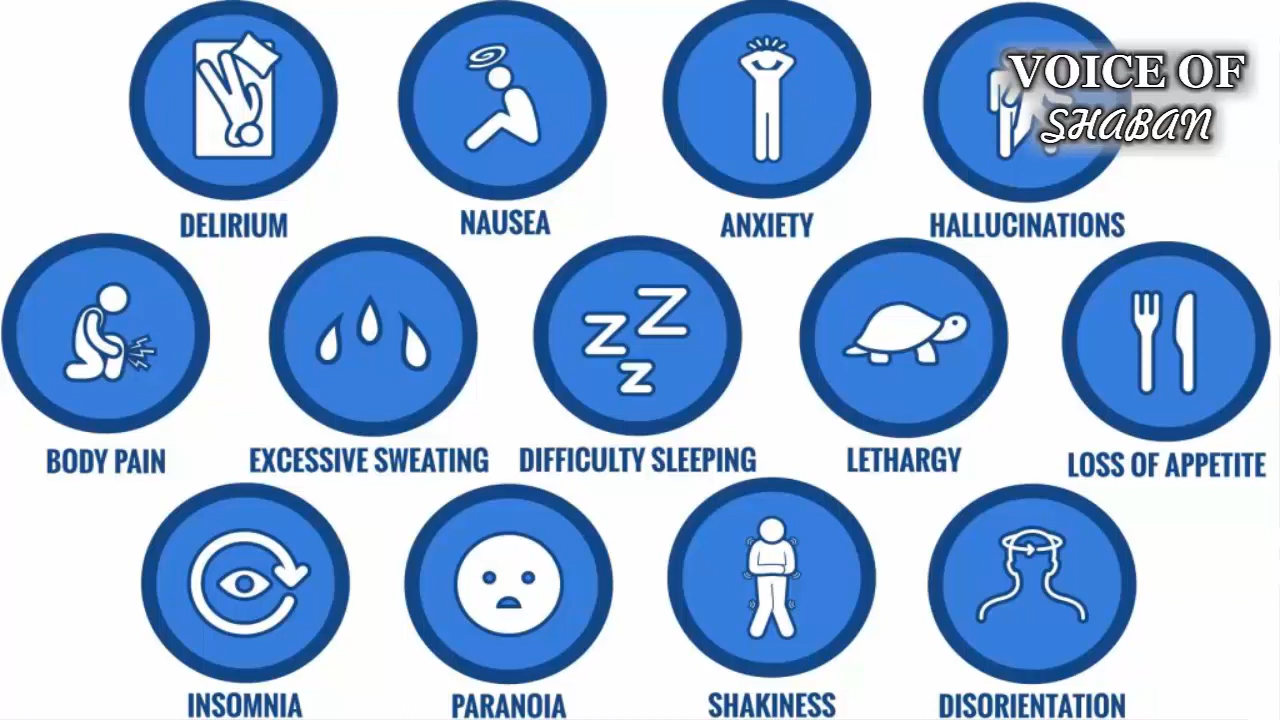 VOICE OF
SHABAN
DELIRIUM
NAUSEA
ANXIETY
HALLUCINATIONS
BODY PAIN
EXCESSIVE SWEATING
DIFFICULTY SLEEPING
LETHARGY
LOSS OF APPETITE
INSOMNIA
PARANOIA
SHAKINESS
DISORIENTATION